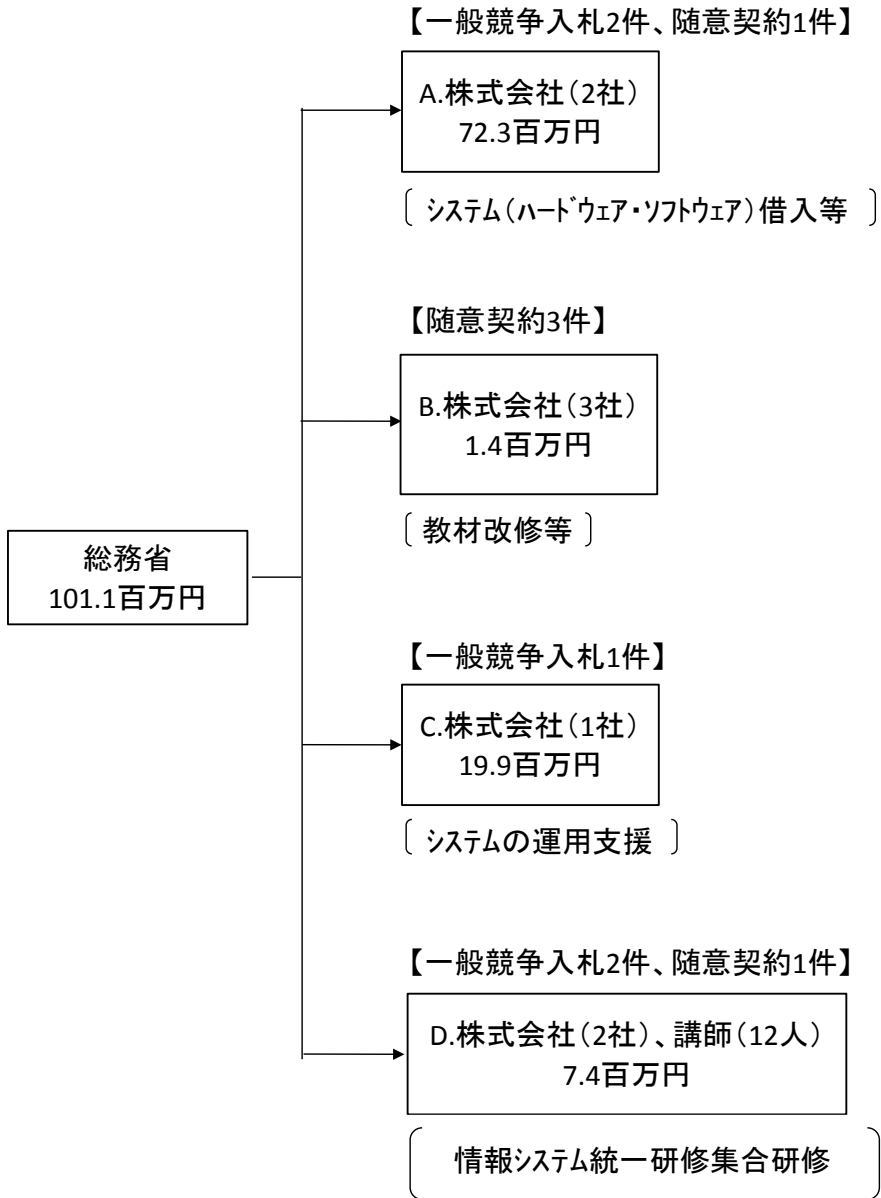 【一般競争入札2件、随意契約1件】
A.株式会社（2社）
72.3百万円
〔 ｼｽﾃﾑ（ﾊｰﾄﾞｳｪｱ・ｿﾌﾄｳｪｱ）借入等 〕
【随意契約3件】
B.株式会社（3社）
1.4百万円
〔 教材改修等 〕
総務省
101.1百万円
【一般競争入札1件】
C.株式会社（1社）
19.9百万円
〔 ｼｽﾃﾑの運用支援 〕
【一般競争入札2件、随意契約1件】
D.株式会社（2社）、講師（12人）
7.4百万円
情報ｼｽﾃﾑ統一研修集合研修